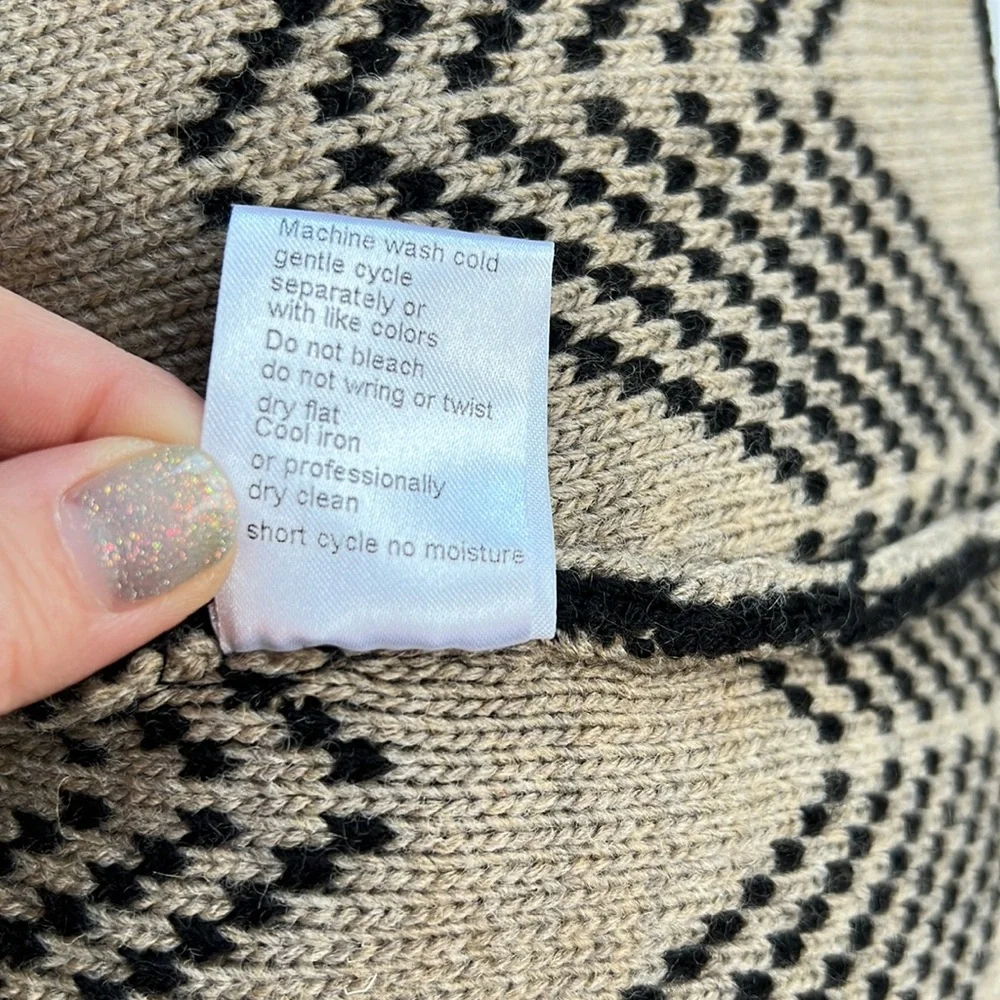 Machine wash cold
gentle cycle
separately or
with like colors
Do not bleach
do not wring or twist
dry flat
Cool iron
or professionally
dry clean
short cycle no moisture